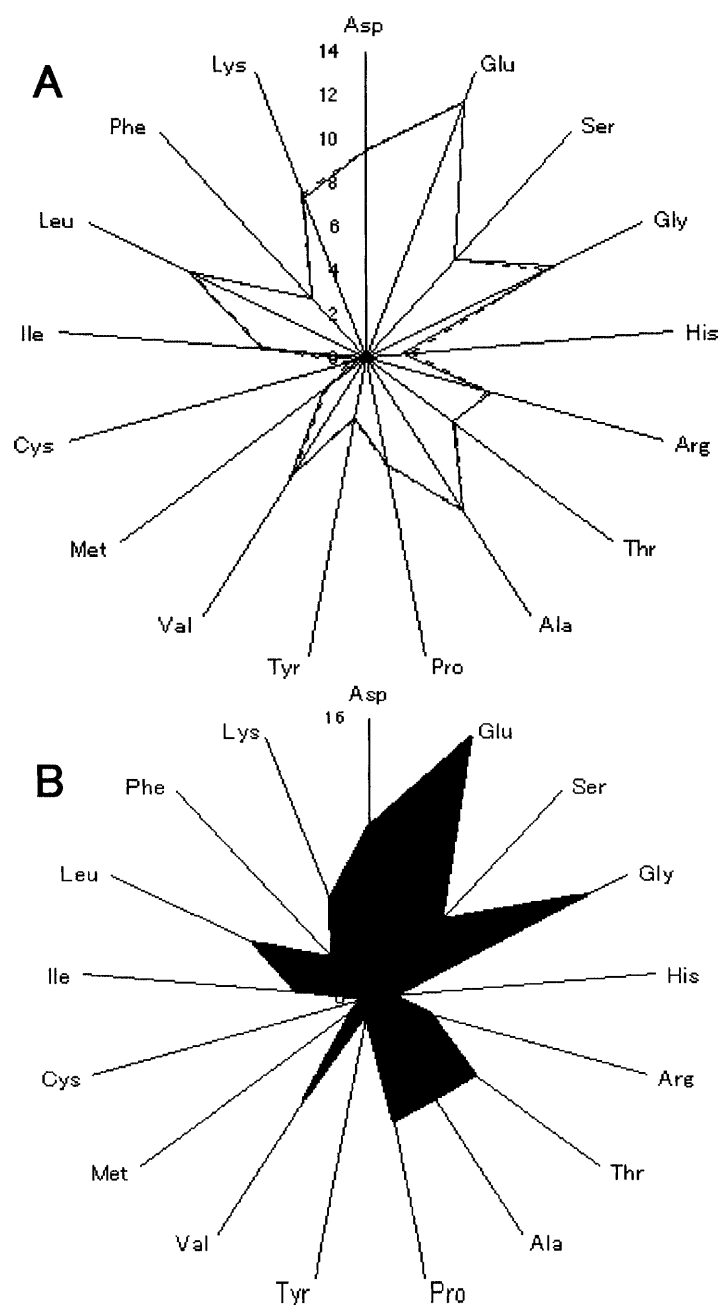 A
Asp
Glu
Ser
Gly
His
Arg
Thr
Ala
Pro
Tyr
Val
Met
Cys
Ile
Leu
Phe
Lys
14
12
10
8
6
4
2
0
B
Asp
Glu
Ser
Gly
His
Arg
Thr
Ala
Pro
Tyr
Val
Met
Cys
Ile
Leu
Phe
Lys
16
0